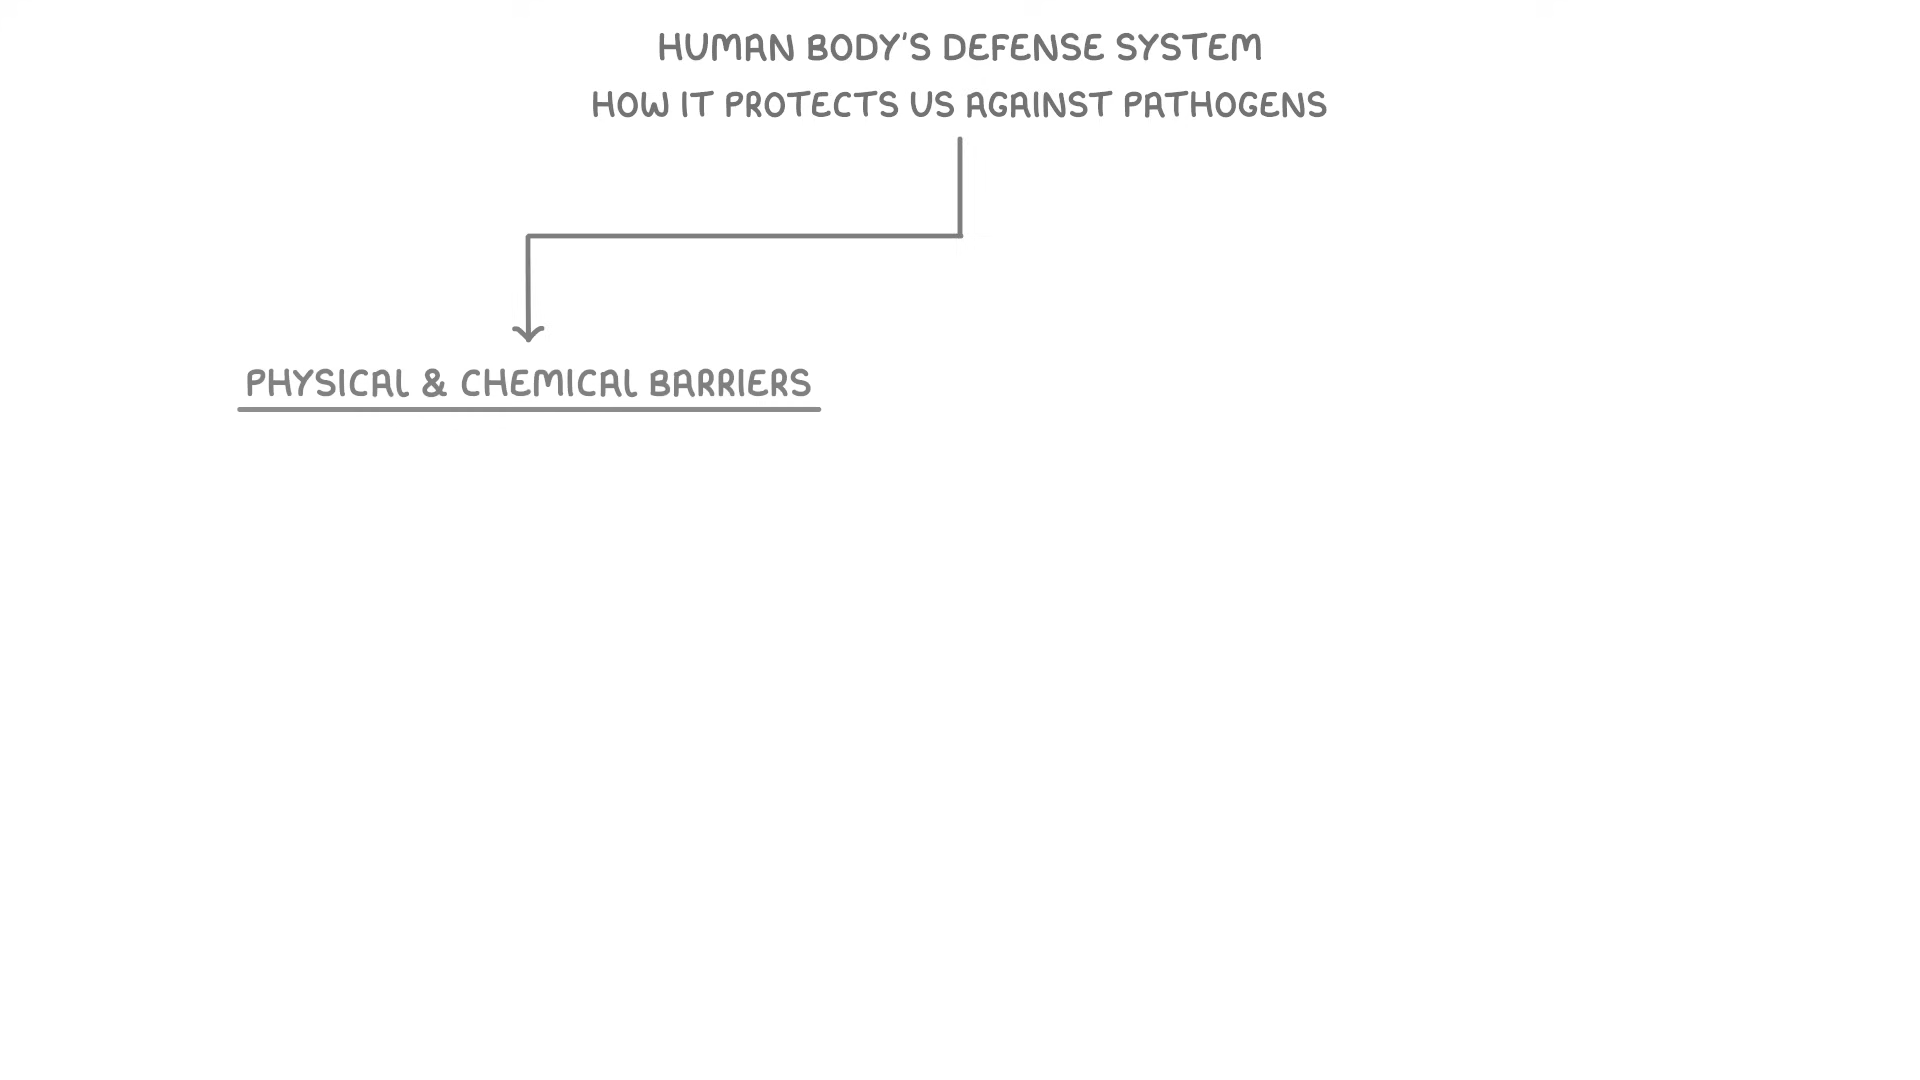 HUMAN BODY'S DEFENSE SYSTEM
HOW IT PROTECTS US AGAINST PATHOGENS
PHYSICAL & CHEMICAL BARRIERS